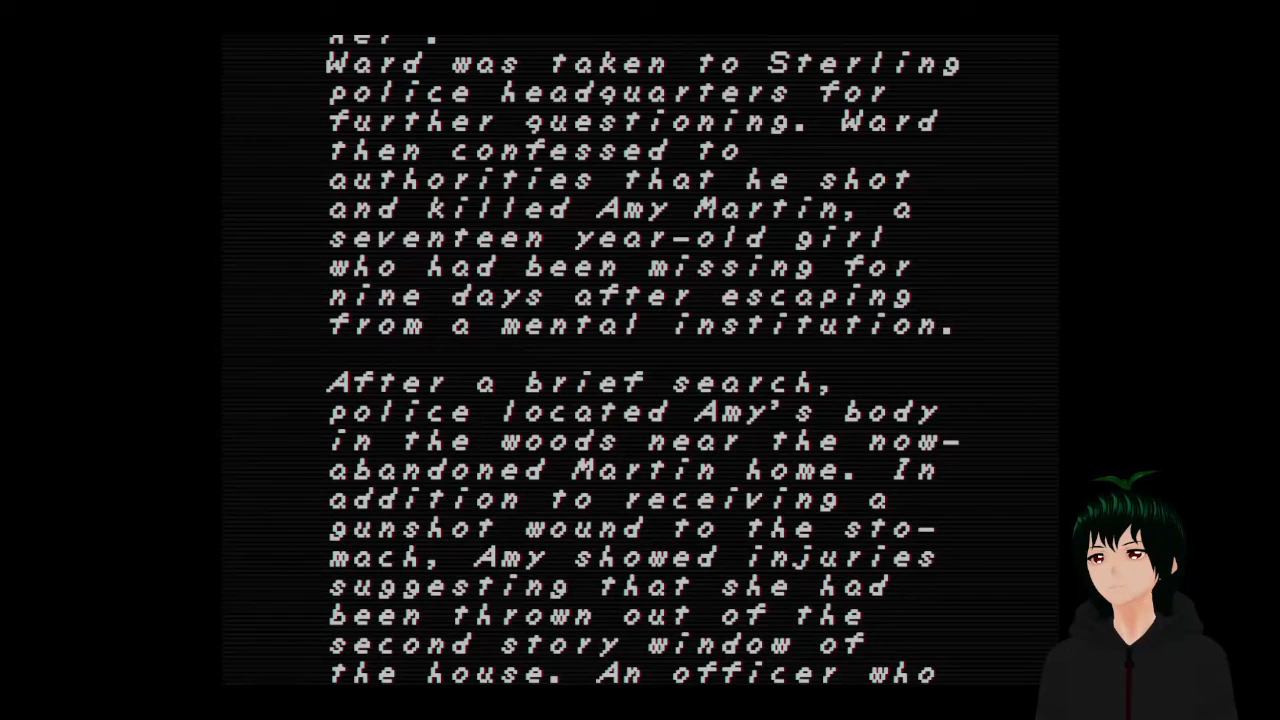 her .
Ward was taken to Sterling
police headquarters for
further questioning. Ward
then confessed to
authorities that he shot
and killed Amy Martin, a
seventeen year-old girl
who had been missing for
nine days after escaping
from a mental institution.
After a brief search,
police located Amy's body
in the woods near the now-
abandoned Martin home. In
addition to receiving a
gunshot wound to the sto-
mach, Amy showed injuries
suggesting that she had
been thrown out of the
second story window of
the house. An officer who